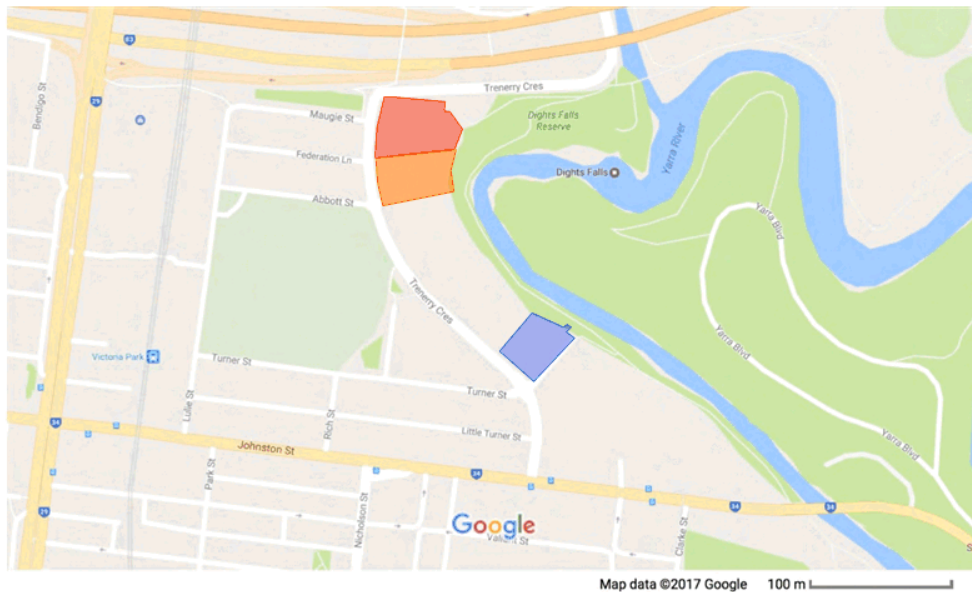 83
29
Bendigo St
Trenerry Cres
Maugie St
Dights Falls
Reserve
Federation Ln
Yarra River
Dights Falls
Abbott St
Yarra Blvd
Trenerry Cres
Yarra Blvd
Victoria Park
Turner St
Turner St
Lulie St
Rich St
Little Turner St
Yarra Blvd
34
Johnston St
Park St
34
34
34
Nicholson St
29
Google
Clarke St
Valiant St
S
Map data ©2017 Google 100 m